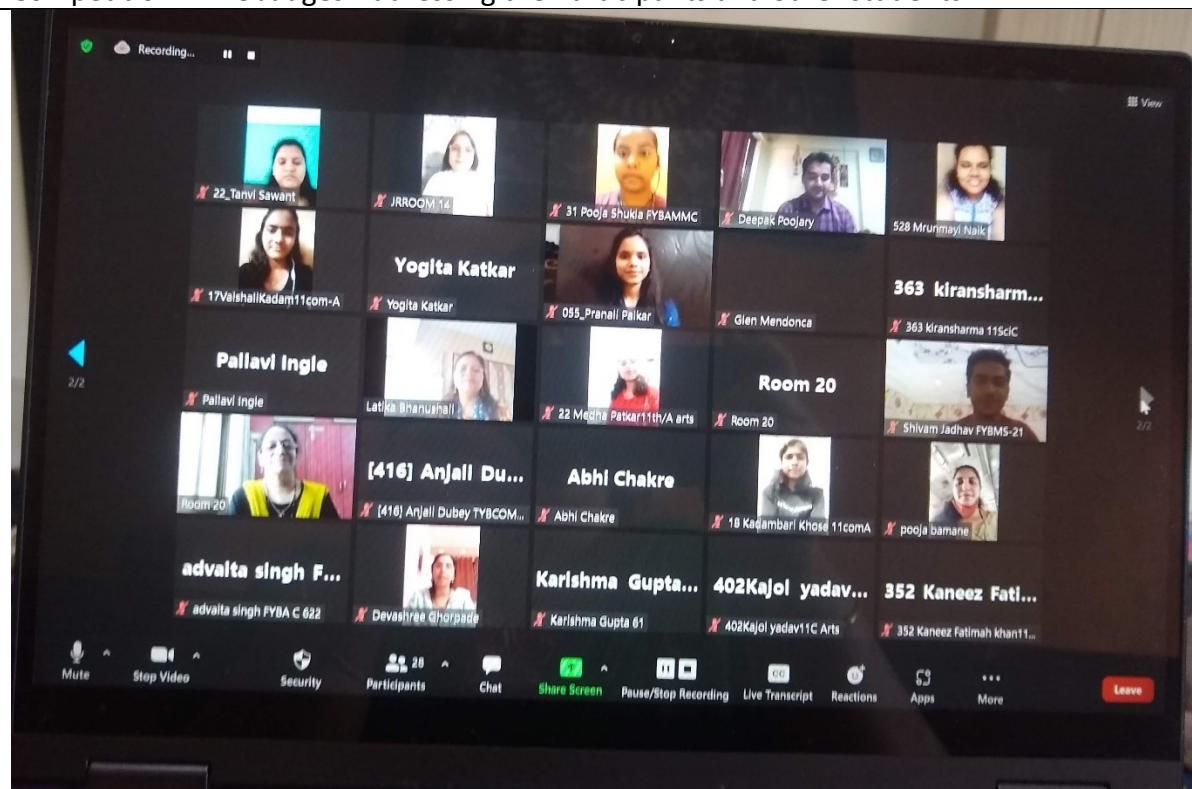 Recording...
View
22_Tanvi Sawant
JRROOM 14
31 Pooja Shukla FYBAMMC
Deepak Poojary
528 Mrunmayi Naik
17VaishaliKadam11com-A
Yogita Katkar
Yogita Katkar
055_Pranali Palkar
Glen Mendonca
363 kiransharm...
363 kiransharma 11SciC
2/2
Pallavi Ingle
Pallavi Ingle
Latika Bhanushali
22 Medha Patkar11th/A arts
Room 20
Room 20
Shivam Jadhav FYBMS-21
2/2
Room 20
[416] Anjali Du...
[416] Anjali Dubey TYBCOM...
Abhi Chakre
Abhi Chakre
18 Kadambari Khose 11comA
pooja bamane
advaita singh F...
advaita singh FYBA C 622
Devashree Ghorpade
Karishma Gupta...
Karishma Gupta 61
402Kajol yadav...
402Kajol yadav11C Arts
352 Kaneez Fati...
352 Kaneez Fatimah khan11...
Mute
Stop Video
Security
28
Participants
Chat
Share Screen
Pause/Stop Recording
CC
Live Transcript
Reactions
Apps
More
Leave